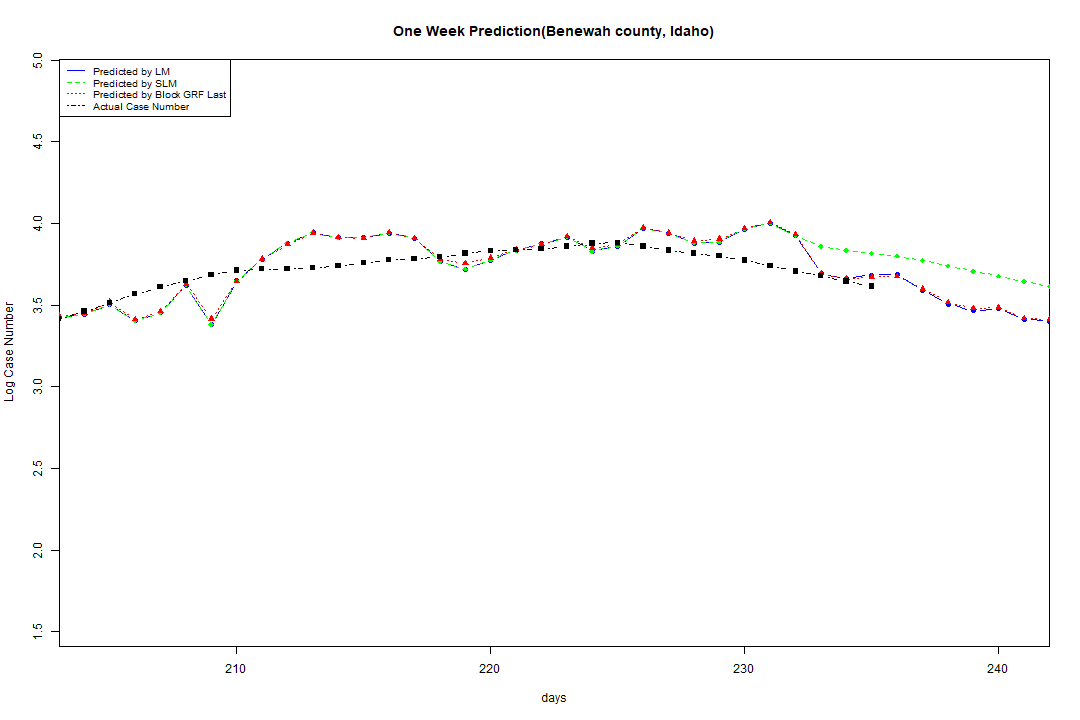 One Week Prediction(Benewah county, Idaho)
Predicted by LM
Predicted by SLM
Predicted by Block GRF Last
Actual Case Number
5.0
4.5
4.0
3.5
3.0
2.5
2.0
1.5
Log Case Number
210 220 230 240
days